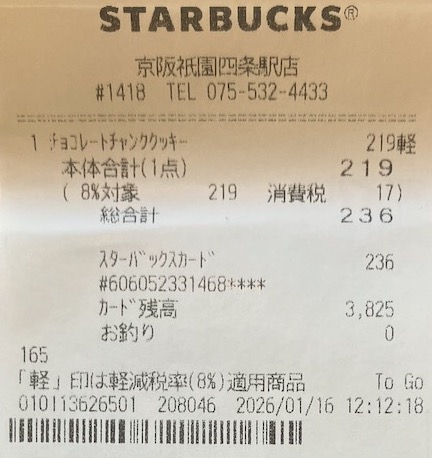 STARBUCKS®
京阪祇園四条駅店
#1418 TEL 075-532-4433
1 チョコレートチャンククッキー 219軽
本体合計(1点) 219
( 8%対象 219 消費税 17)
総合計 236
スターバックスカード 236
#606052331468****
カード残高 3,825
お釣り 0
165
「軽」印は軽減税率(8%)適用商品 To Go
010113626501 208046 2026/01/16 12:12:18